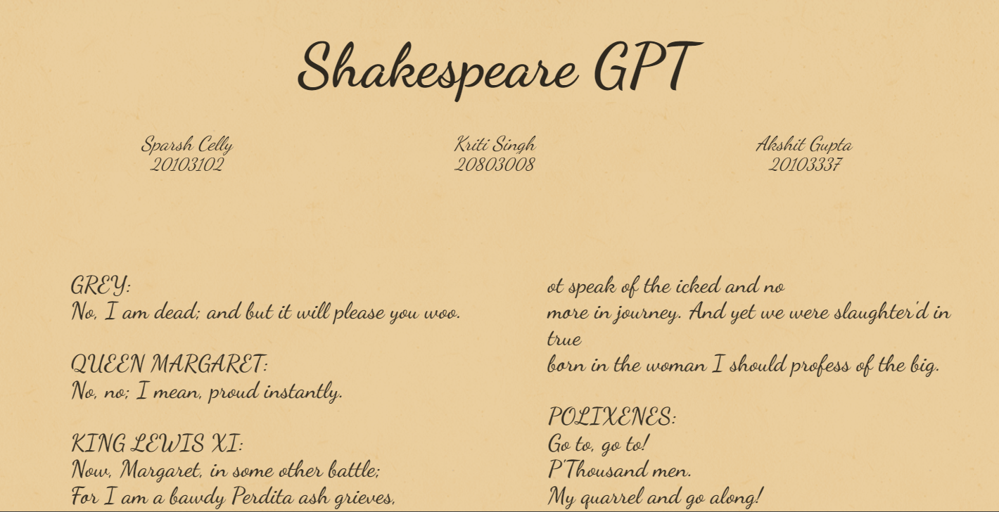 Shakespeare GPT
Sparsh Celly
20103102
Kriti Singh
20803008
Akshit Gupta
20103337
GREY:
No, I am dead; and but it will please you woo.
QUEEN MARGARET:
No, no; I mean, proud instantly.
KING LEWIS XI:
Now, Margaret, in some other battle;
For I am a bawdy Perdita ash grieves,
ot speak of the icked and no
more in journey. And yet we were slaughter'd in
true
born in the woman I should profess of the big.
POLIXENES:
Go to, go to!
P'Thousand men.
My quarrel and go along!